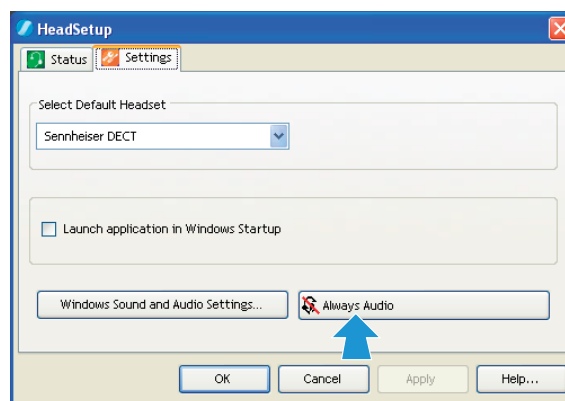 HeadSetup
Status Settings
Select Default Headset
Sennheiser DECT
Launch application in Windows Startup
Windows Sound and Audio Settings... Always Audio
OK Cancel Apply Help...